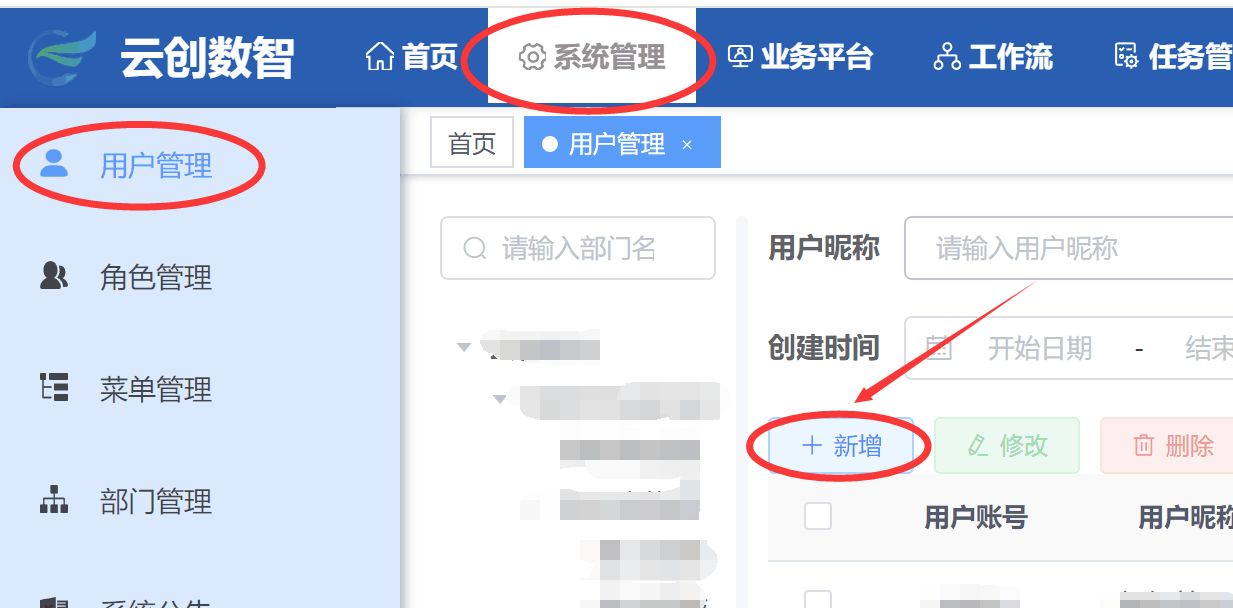 云创数智 首页 系统管理 业务平台 工作流 任务管
用户管理
角色管理
菜单管理
部门管理
系统公告
首页 用户管理 ×
请输入部门名
用户昵称 请输入用户昵称
创建时间 开始日期 - 结束
+ 新增 修改 删除
用户账号 用户昵称